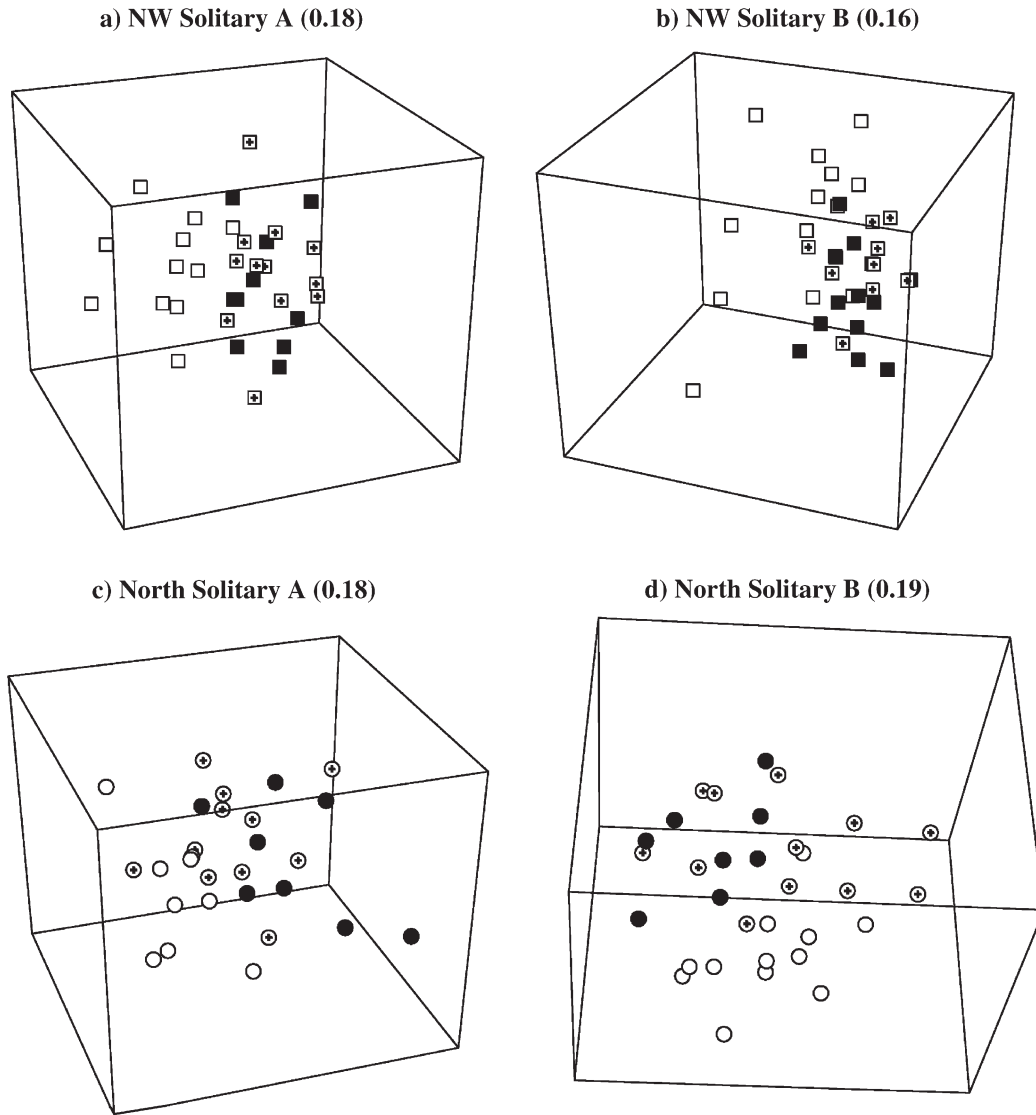 a) NW Solitary A (0.18)
b) NW Solitary B (0.16)
c) North Solitary A (0.18)
d) North Solitary B (0.19)